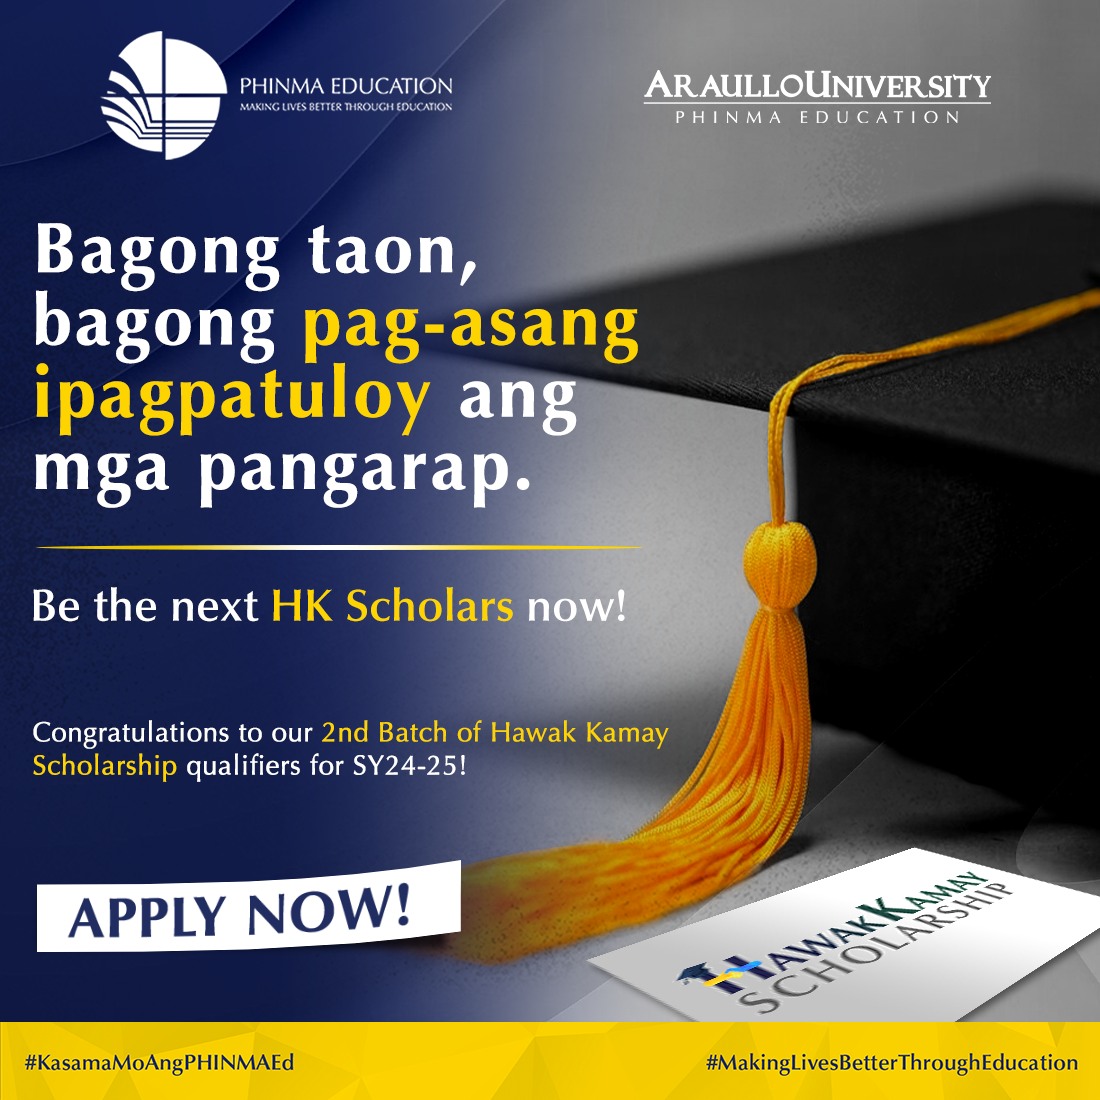 PHINMA EDUCATION
MAKING LIVES BETTER THROUGH EDUCATION
ARAULLO UNIVERSITY
PHINMA EDUCATION
Bagong taon,
bagong pag-asang
ipagpatuloy ang
mga pangarap.
Be the next HK Scholars now!
Congratulations to our 2nd Batch of Hawak Kamay
Scholarship qualifiers for SY24-25!
APPLY NOW!
HAWAK KAMAY
SCHOLARSHIP
#KasamaMoAngPHINMAEd
#MakingLivesBetterThroughEducation